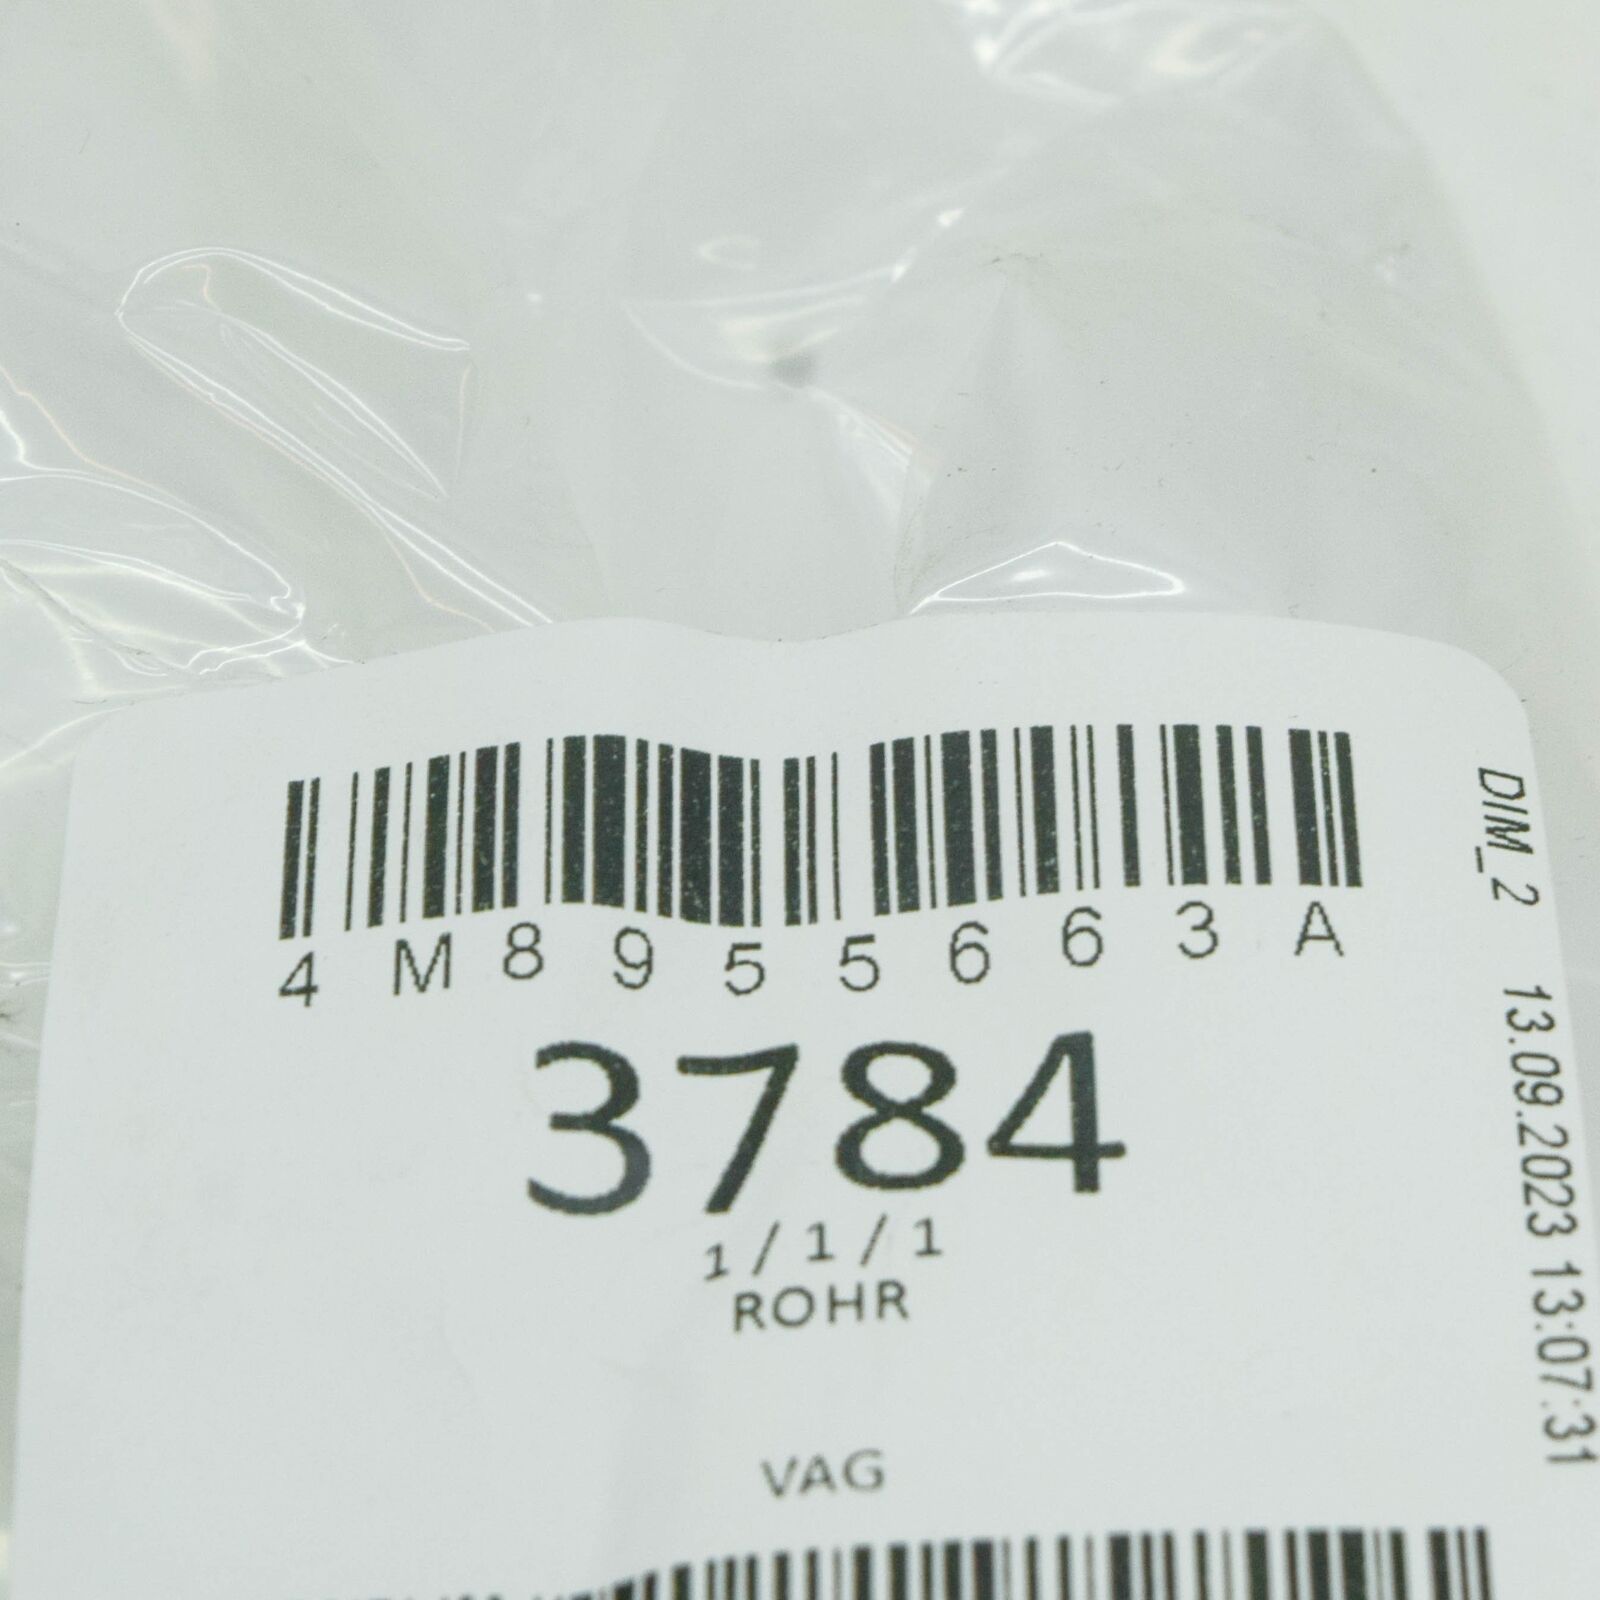 4M8955663A
3784
1/1/1
ROHR
VAG
DIM_2 13.09.2023 13:07:31